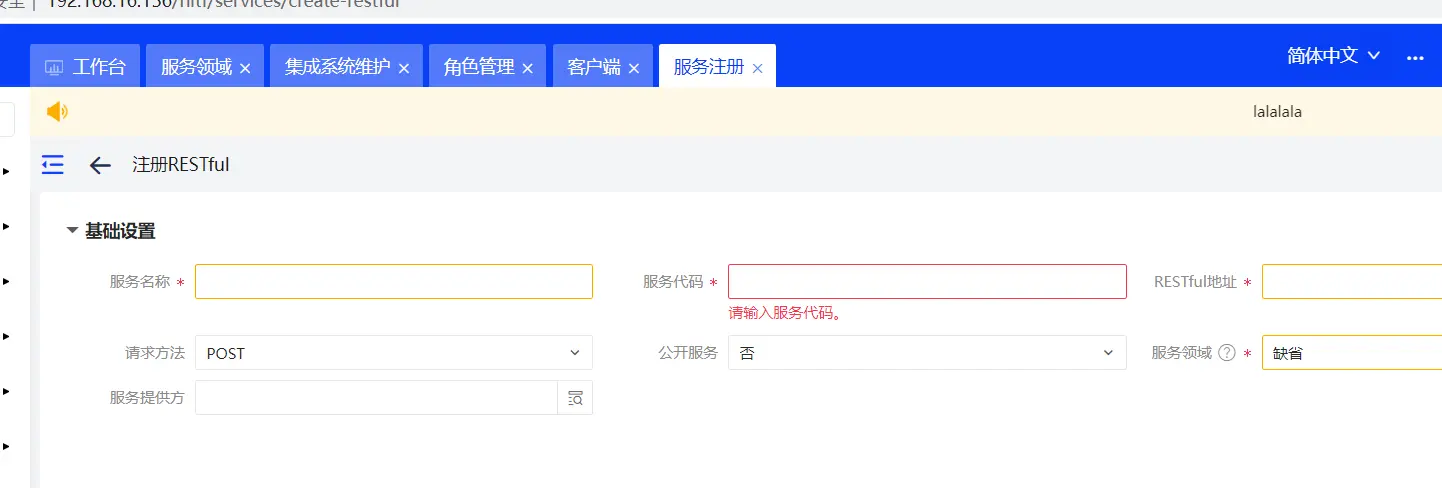 192.168.16.156/hiti/services/create-restful
工作台 服务领域 集成系统维护 角色管理 客户端 服务注册 简体中文
lalalala
注册RESTful
基础设置
服务名称 * 服务代码 * RESTful地址 *
请输入服务代码。
请求方法 POST 公开服务 否 服务领域 ? * 缺省
服务提供方